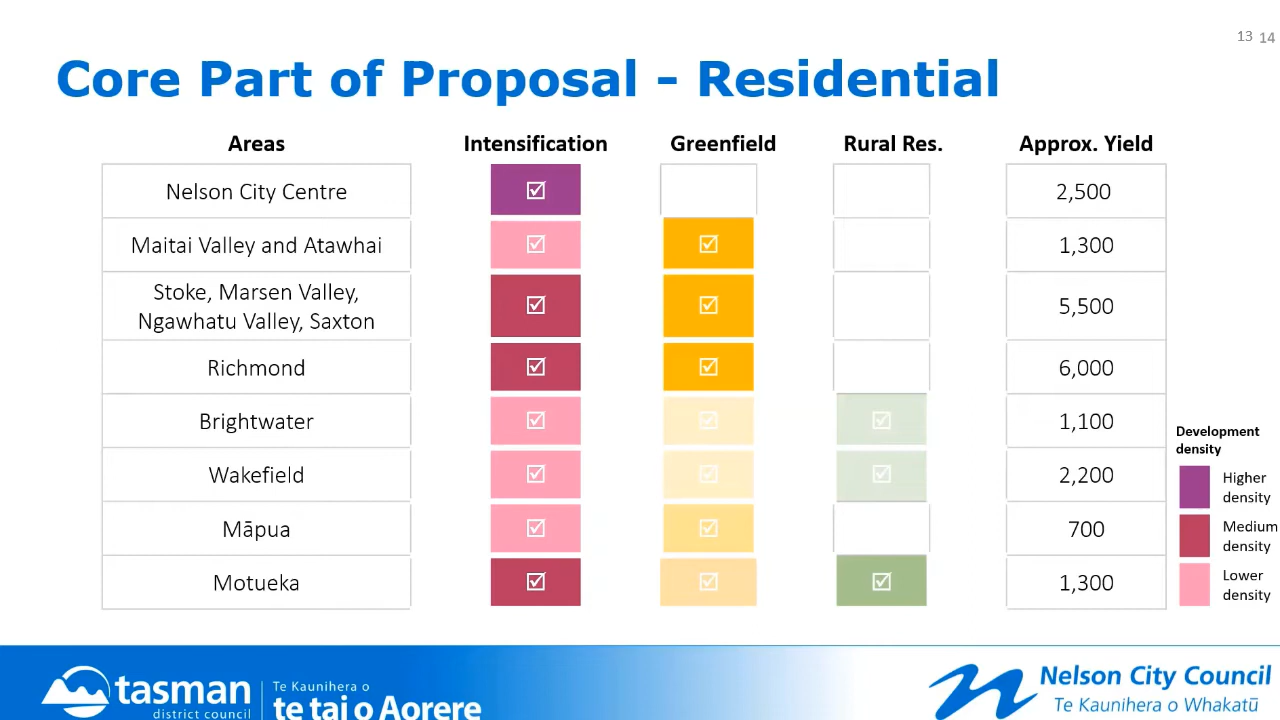 13 14
Core Part of Proposal - Residential
Areas Intensification Greenfield Rural Res. Approx. Yield
Nelson City Centre ☑ 2,500
Maitai Valley and Atawhai ☑ ☑ 1,300
Stoke, Marsen Valley,
Ngawhatu Valley, Saxton ☑ ☑ 5,500
Richmond ☑ ☑ 6,000
Brightwater ☑ ☑ ☑ 1,100
Wakefield ☑ ☑ ☑ 2,200
Māpua ☑ ☑ 700
Motueka ☑ ☑ ☑ 1,300
Development
density
Higher
density
Medium
density
Lower
density
tasman
district council
Te Kaunihera o
te tai o Aorere
Nelson City Council
Te Kaunihera o Whakatū